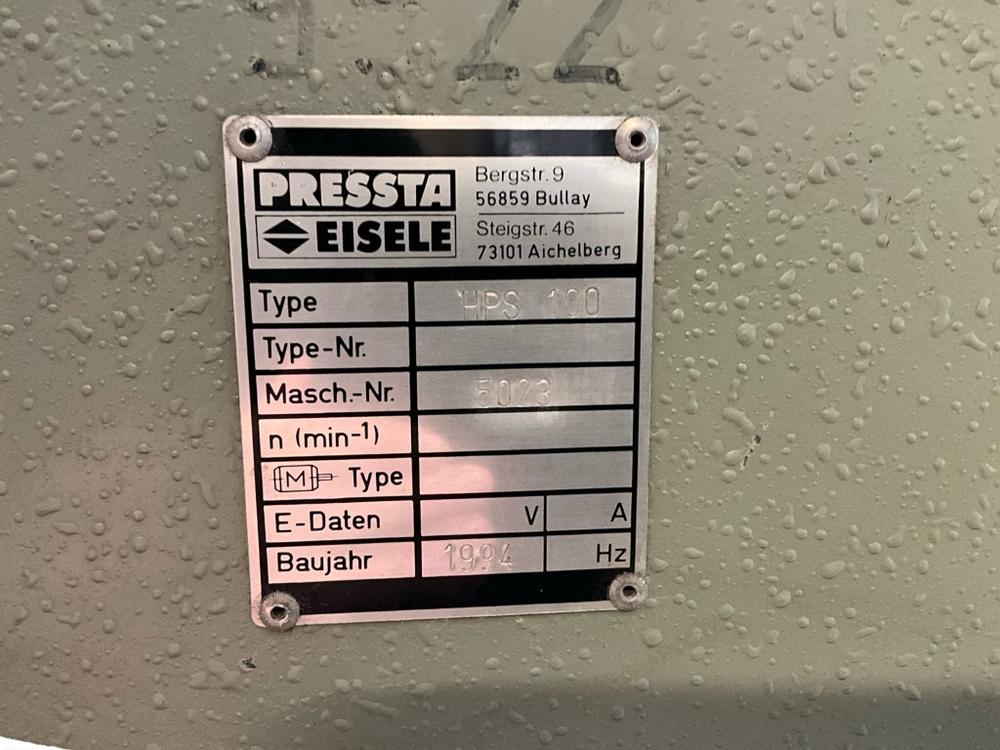 PRESSTA
EISELE
Bergstr. 9
56859 Bullay
Steigstr. 46
73101 Aichelberg
Type HPS 100
Type-Nr.
Masch.-Nr. 5023
n (min-1)
M Type
E-Daten V A
Baujahr 1994 Hz